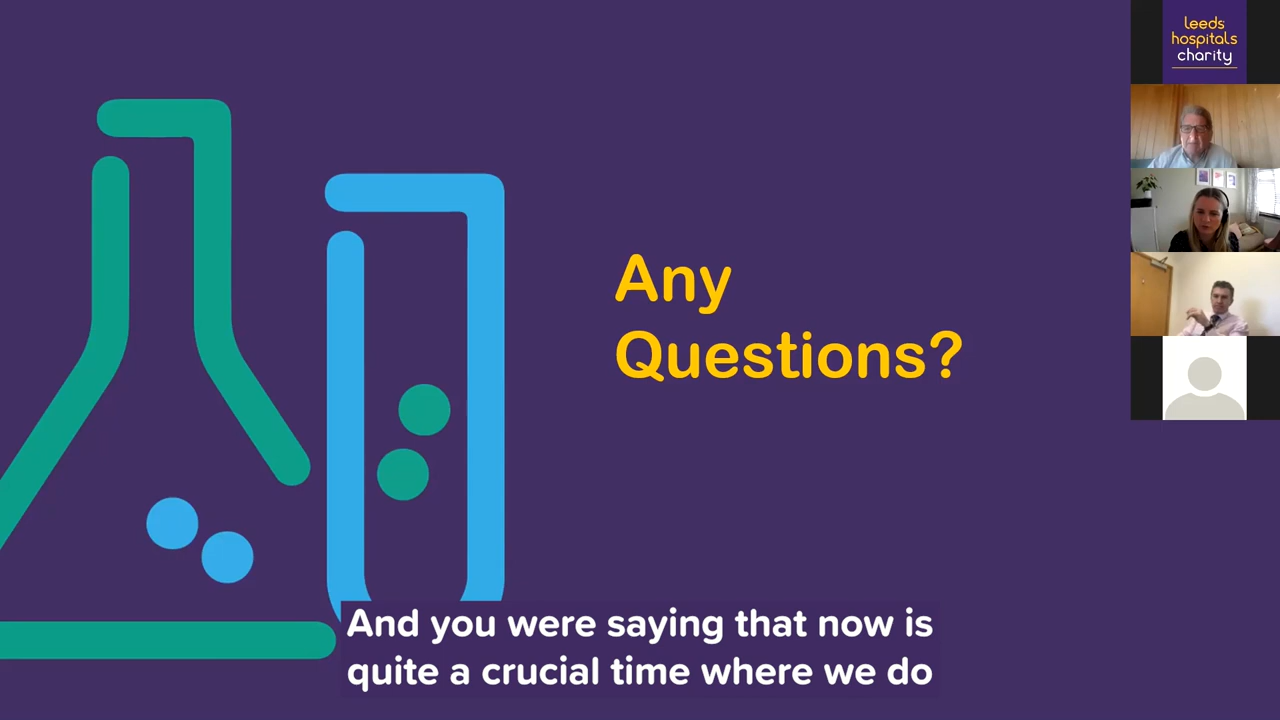 leeds
hospitals
charity
Any
Questions?
And you were saying that now is
quite a crucial time where we do